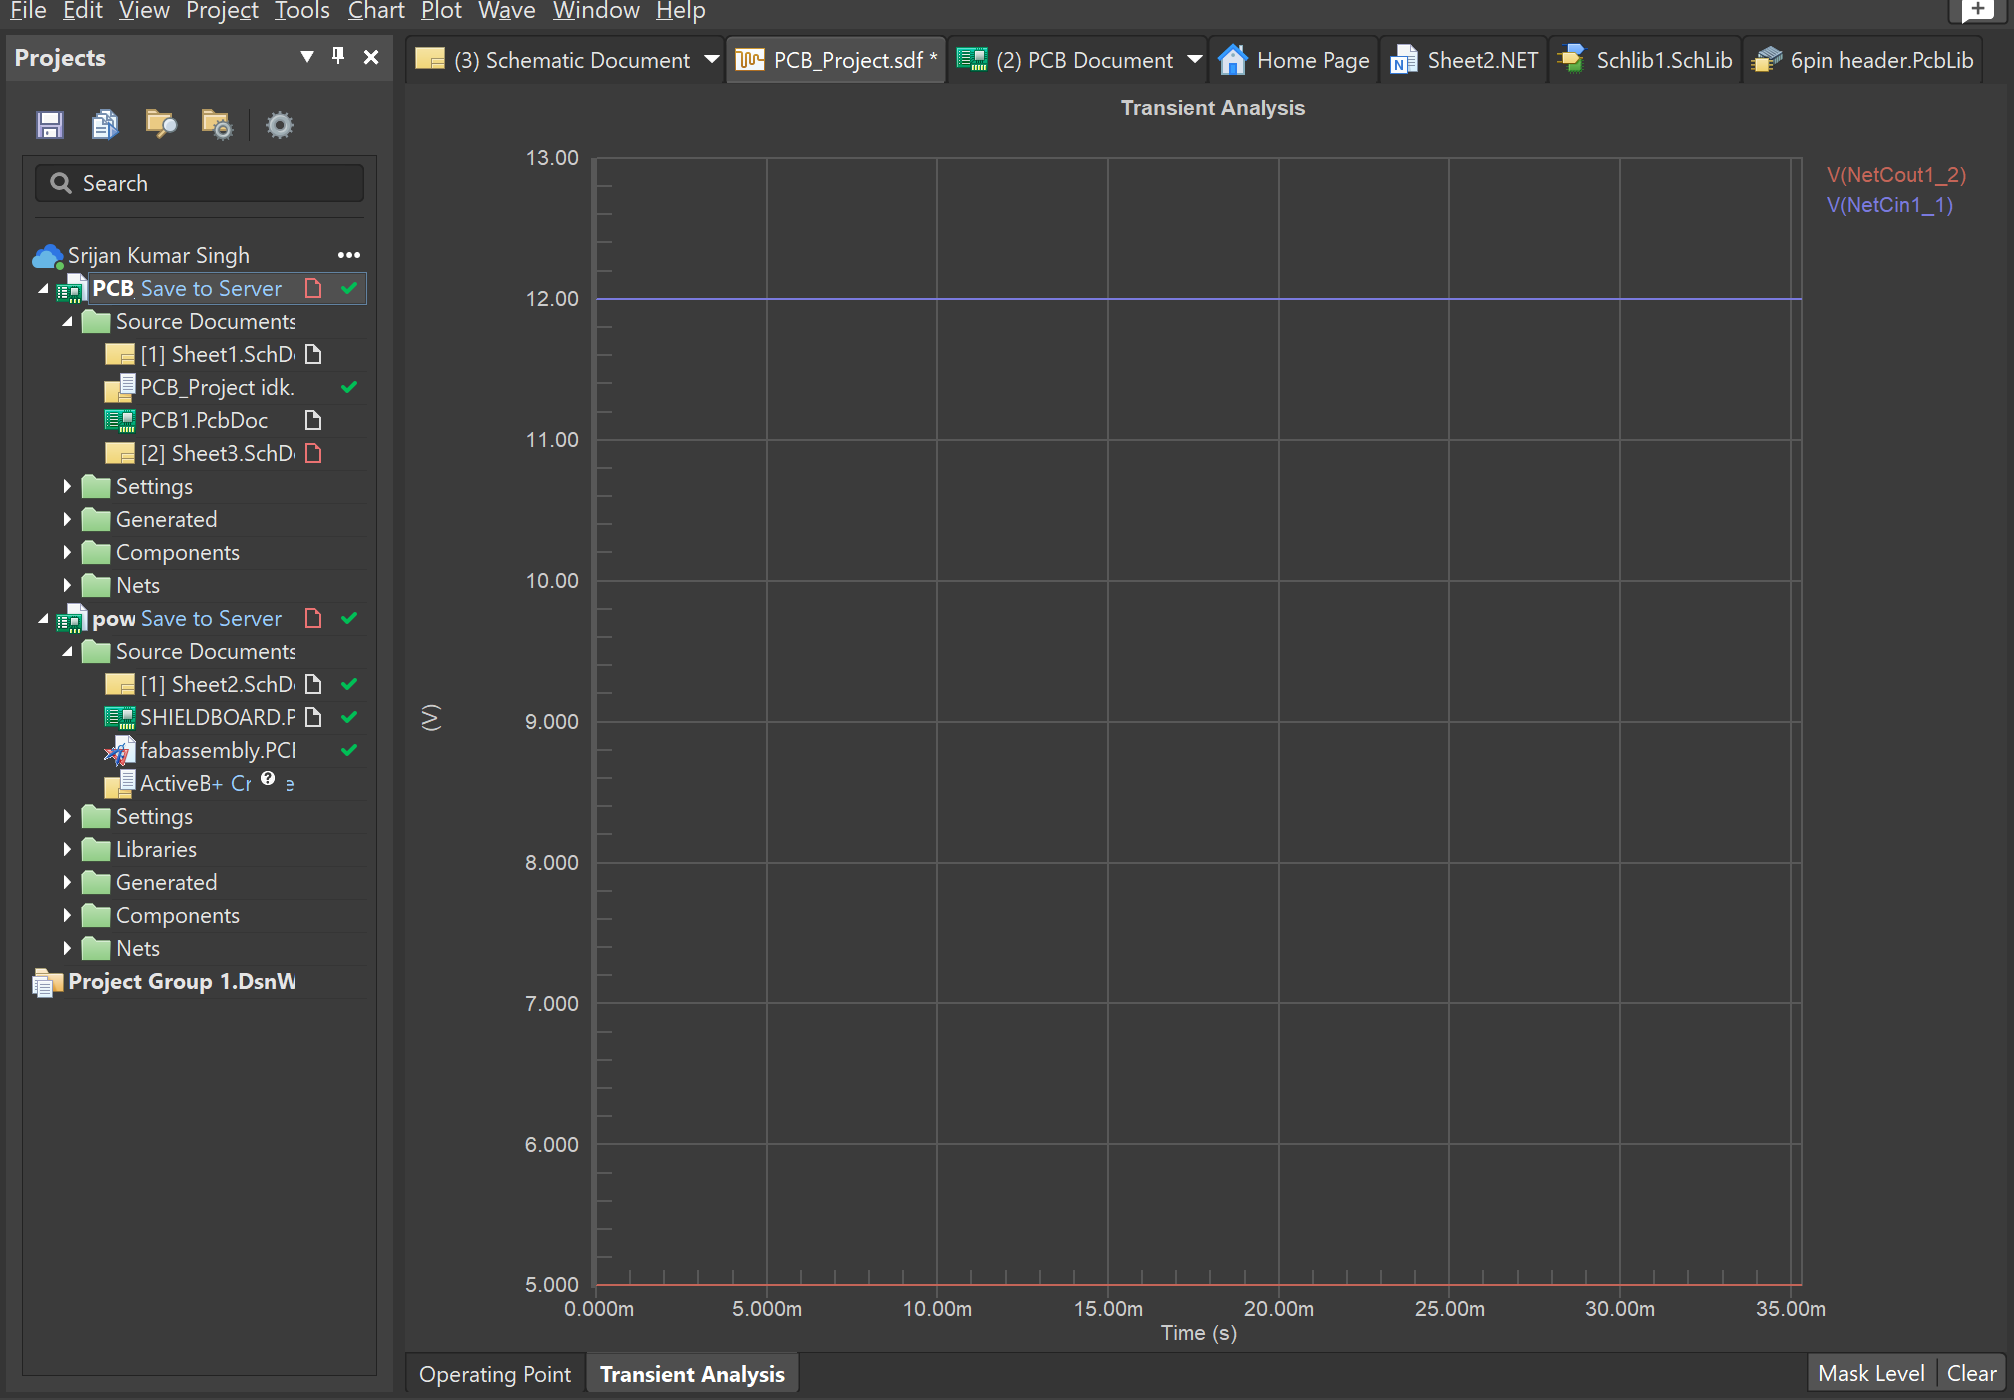 File Edit View Project Tools Chart Plot Wave Window Help
Projects
(3) Schematic Document
PCB_Project.sdf *
(2) PCB Document
Home Page
Sheet2.NET
Schlib1.SchLib
6pin header.PcbLib
Search
Srijan Kumar Singh
PCB Save to Server
Source Documents
[1] Sheet1.SchD
PCB_Project idk.
PCB1.PcbDoc
[2] Sheet3.SchD
Settings
Generated
Components
Nets
pow Save to Server
Source Documents
[1] Sheet2.SchD
SHIELDBOARD.P
fabassembly.PCI
ActiveB+ Cr e
Settings
Libraries
Generated
Components
Nets
Project Group 1.DsnW
Transient Analysis
V(NetCout1_2)
V(NetCin1_1)
13.00
12.00
11.00
10.00
9.000
8.000
7.000
6.000
5.000
(V)
0.000m 5.000m 10.00m 15.00m 20.00m 25.00m 30.00m 35.00m
Time (s)
Operating Point
Transient Analysis
Mask Level
Clear